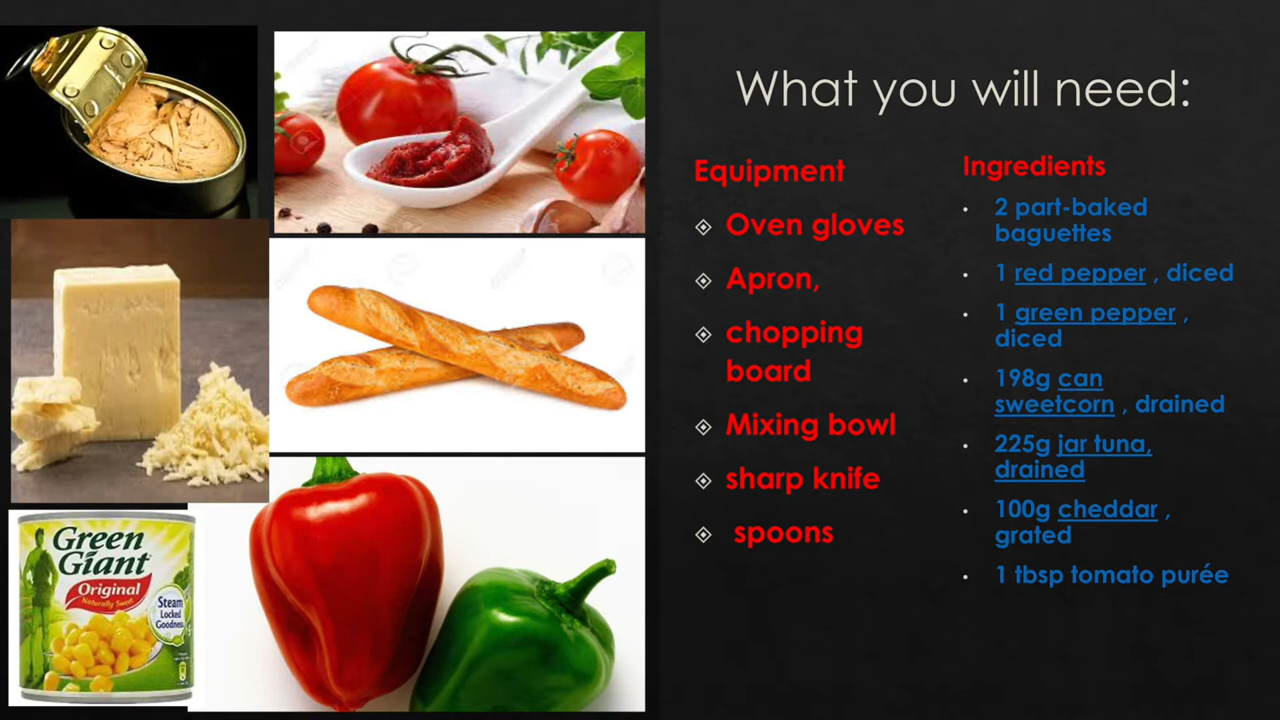 What you will need:
Equipment
Oven gloves
Apron,
chopping
board
Mixing bowl
sharp knife
spoons
Ingredients
2 part-baked
baguettes
1 red pepper , diced
1 green pepper ,
diced
198g can
sweetcorn , drained
225g jar tuna,
drained
100g cheddar ,
grated
1 tbsp tomato purée
Green
Giant
Original
Naturally Sweet
Steam
Locked
Goodness